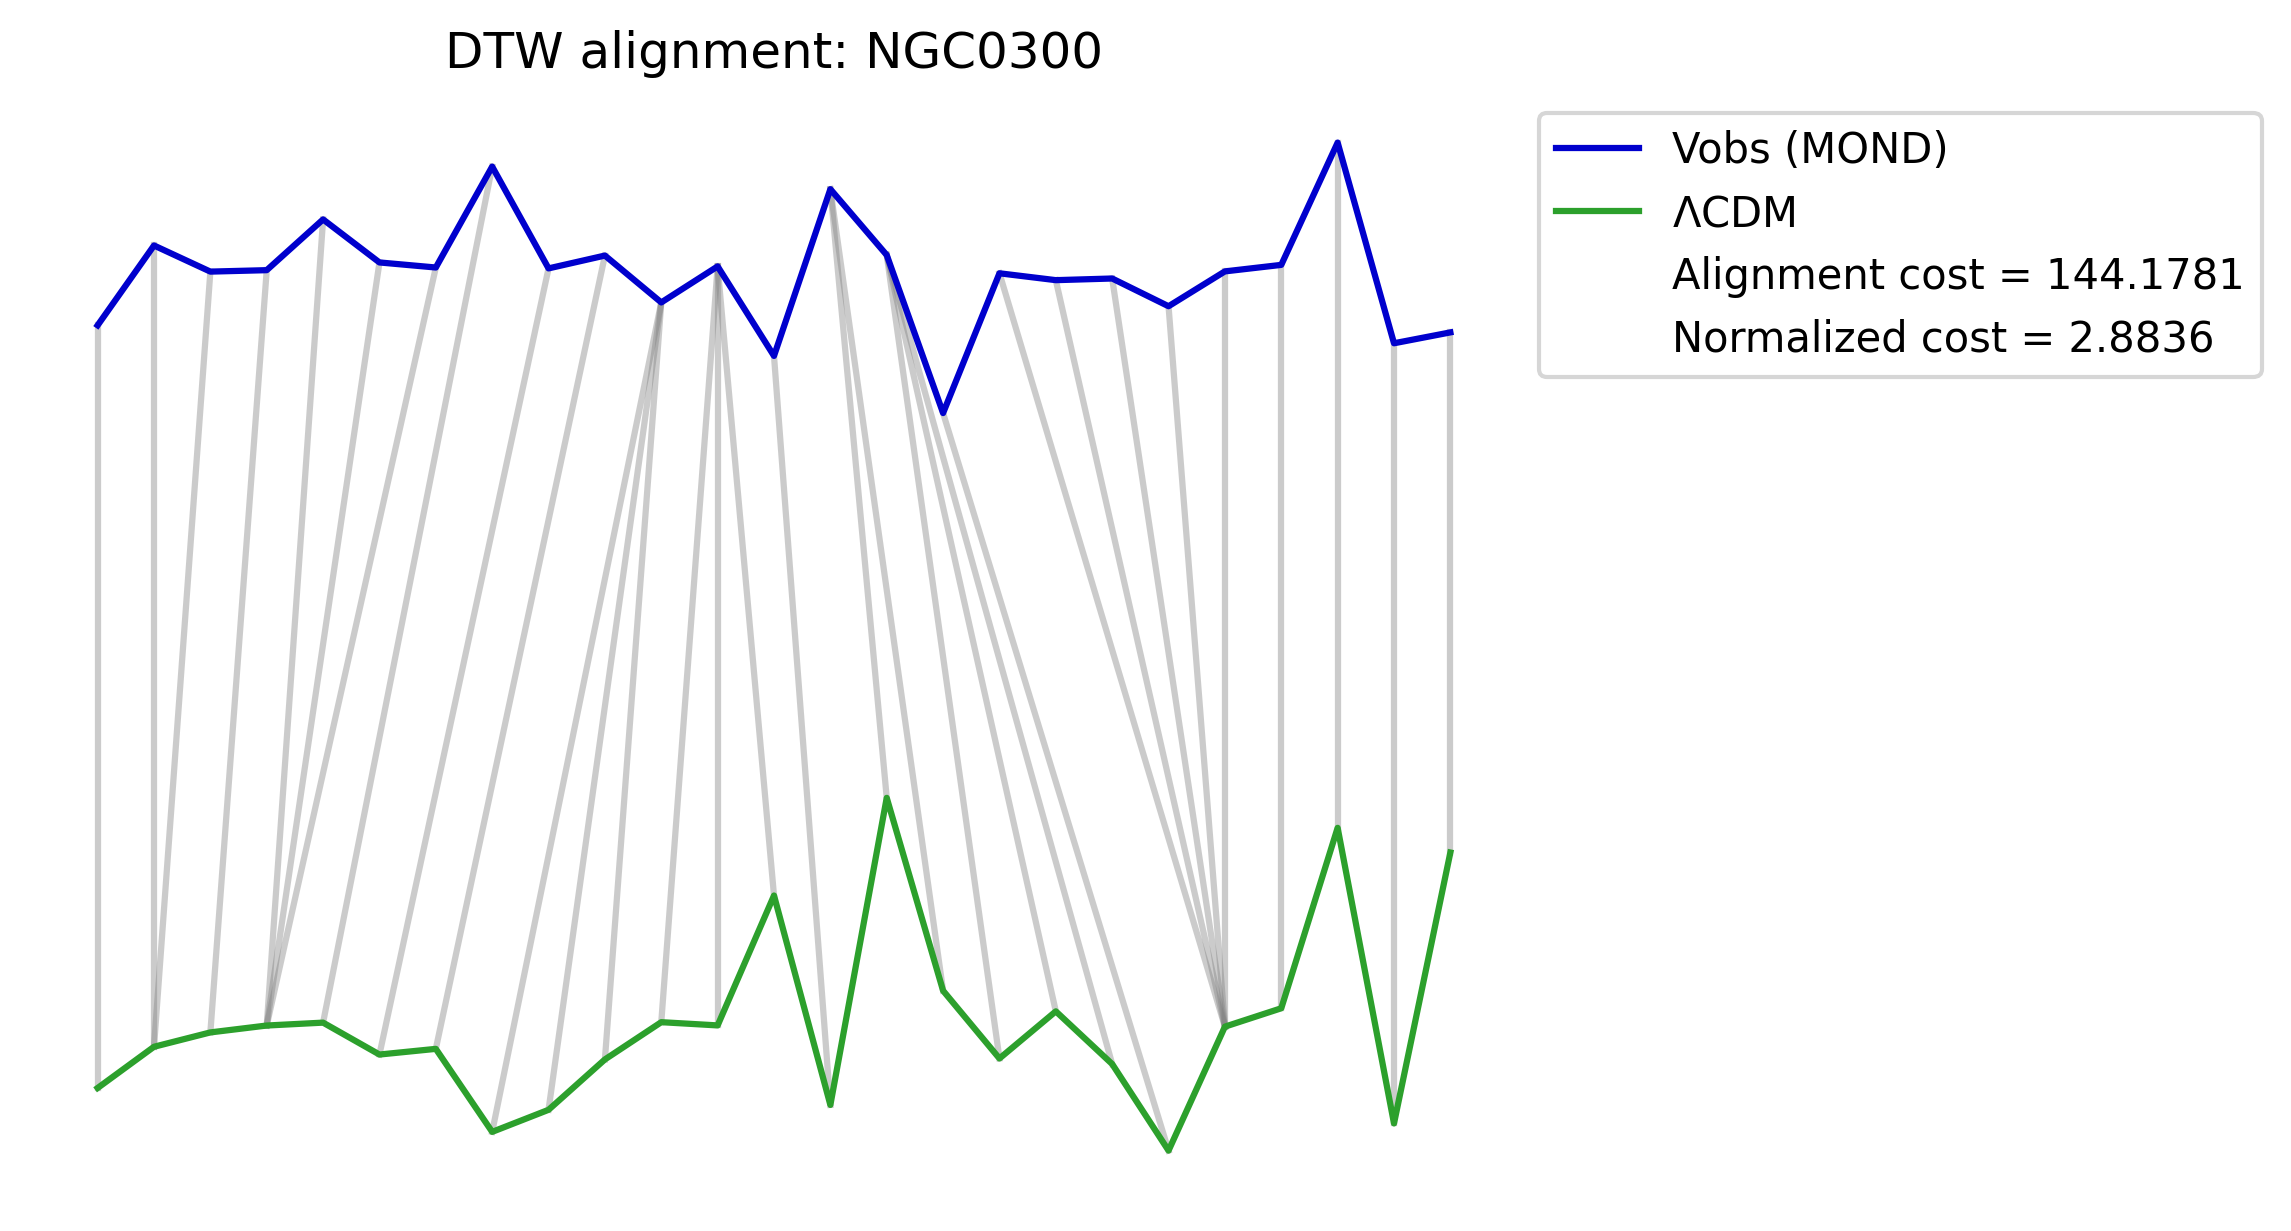 DTW alignment: NGC0300
Vobs (MOND)
ΛCDM
Alignment cost = 144.1781
Normalized cost = 2.8836